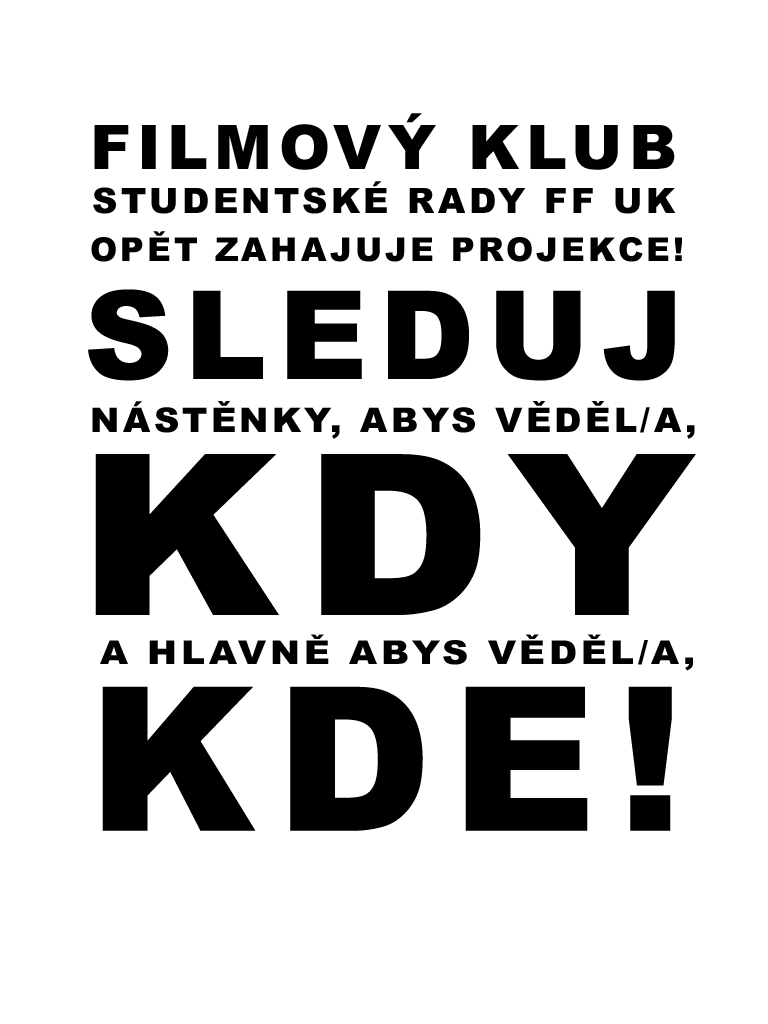 FILMOVÝ KLUB
STUDENTSKÉ RADY FF UK
OPĚT ZAHAJUJE PROJEKCE!
SLEDUJ
NÁSTĚNKY, ABYS VĚDĚL/A,
KDY
A HLAVNĚ ABYS VĚDĚL/A,
KDE!